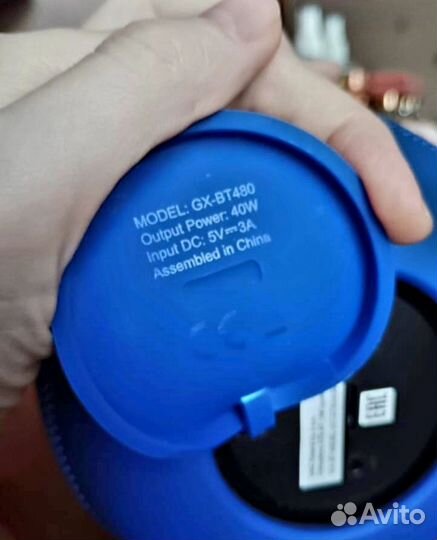 MODEL: GX-BT480
Output Power: 40W
Input DC: 5V⎓3A
Assembled in China
Avito